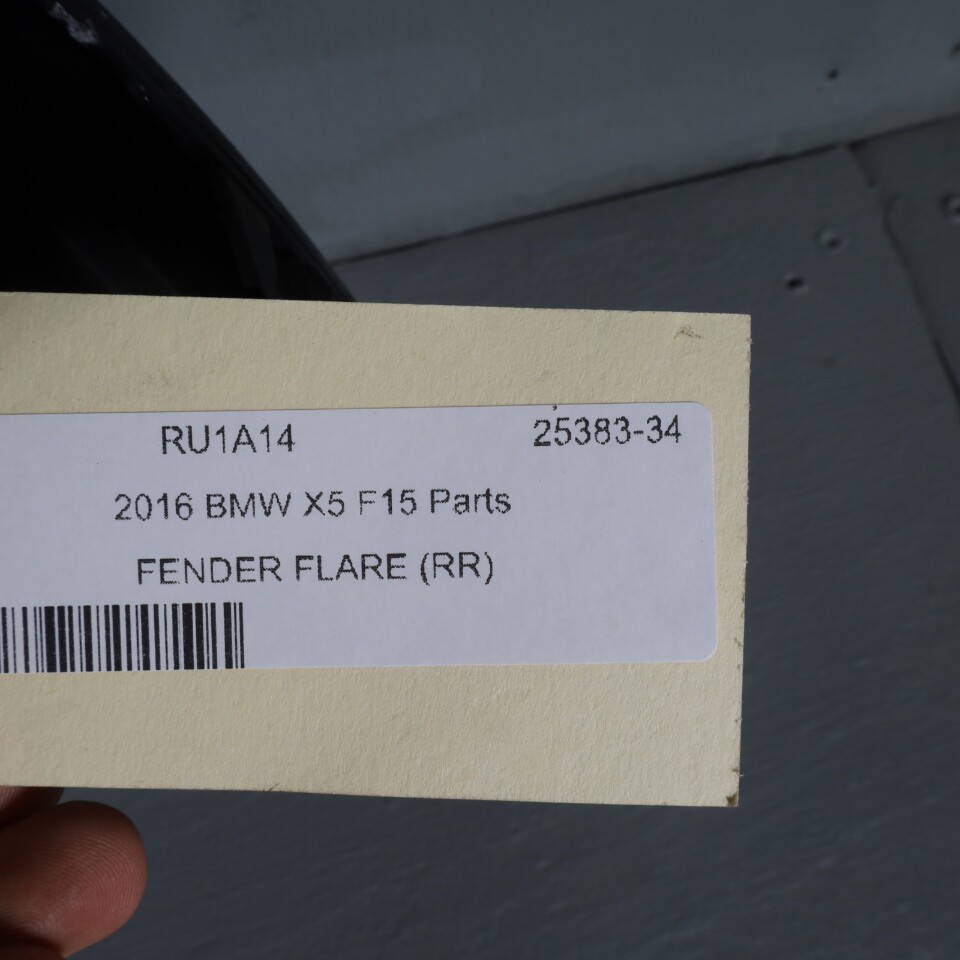 RU1A14 25383-34
2016 BMW X5 F15 Parts
FENDER FLARE (RR)